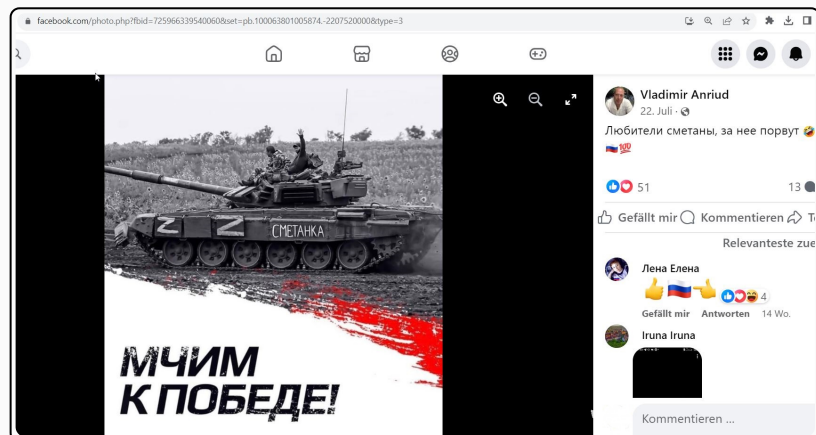 facebook.com/photo.php?fbid=725966339540060&set=pb.100063801005874.-2207520000&type=3
Vladimir Anriud
22. Juli
Любители сметаны, за нее порвут
100
51
13
Gefällt mir
Kommentieren
Relevanteste zue
Z
Z
СМЕТАНКА
Лена Елена
4
Gefällt mir Antworten 14 Wo.
Iruna Iruna
МЧИМ
К ПОБЕДЕ!
Kommentieren ...